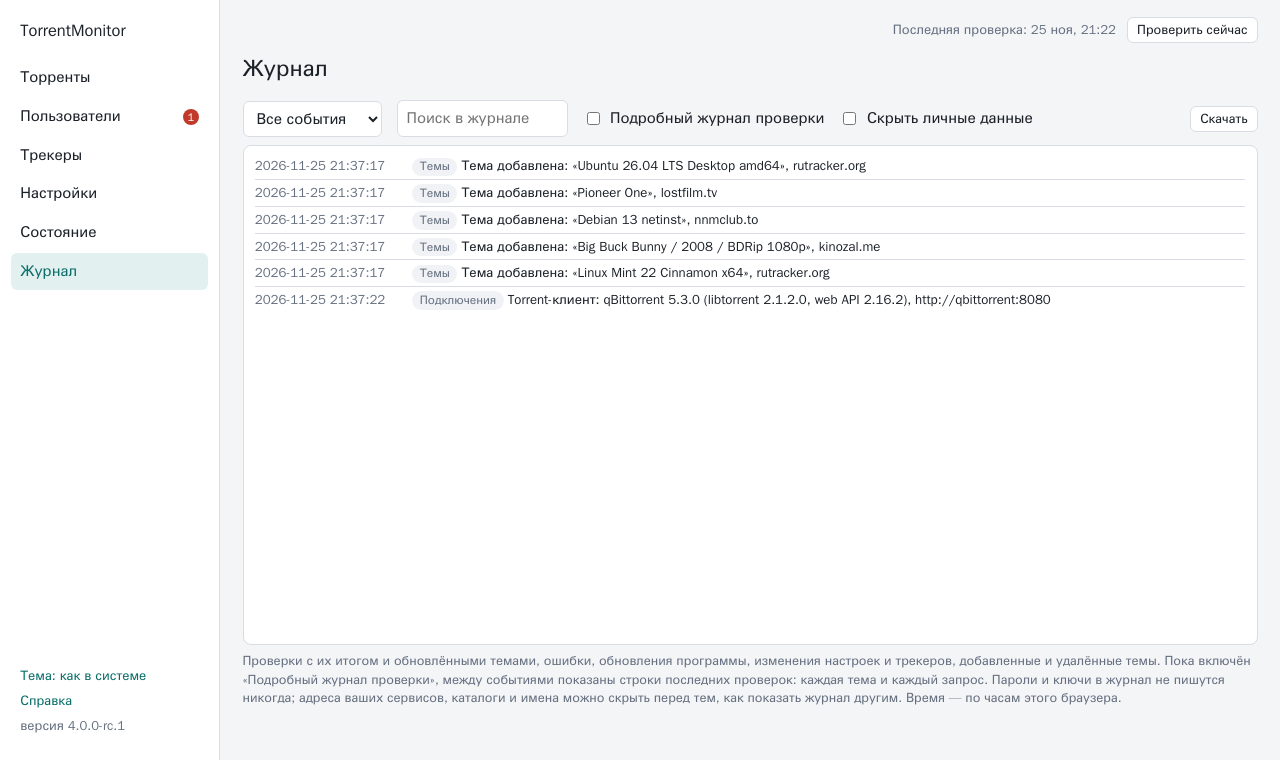 TorrentMonitor
Торренты
Пользователи 1
Трекеры
Настройки
Состояние
Журнал
Тема: как в системе
Справка
версия 4.0.0-rc.1
Последняя проверка: 25 ноя, 21:22 Проверить сейчас
Журнал
Все события Поиск в журнале Подробный журнал проверки Скрыть личные данные Скачать
2026-11-25 21:37:17 Темы Тема добавлена: «Ubuntu 26.04 LTS Desktop amd64», rutracker.org
2026-11-25 21:37:17 Темы Тема добавлена: «Pioneer One», lostfilm.tv
2026-11-25 21:37:17 Темы Тема добавлена: «Debian 13 netinst», nnmclub.to
2026-11-25 21:37:17 Темы Тема добавлена: «Big Buck Bunny / 2008 / BDRip 1080p», kinozal.me
2026-11-25 21:37:17 Темы Тема добавлена: «Linux Mint 22 Cinnamon x64», rutracker.org
2026-11-25 21:37:22 Подключения Torrent-клиент: qBittorrent 5.3.0 (libtorrent 2.1.2.0, web API 2.16.2), http://qbittorrent:8080
Проверки с их итогом и обновлёнными темами, ошибки, обновления программы, изменения настроек и трекеров, добавленные и удалённые темы. Пока включён
«Подробный журнал проверки», между событиями показаны строки последних проверок: каждая тема и каждый запрос. Пароли и ключи в журнал не пишутся
никогда; адреса ваших сервисов, каталоги и имена можно скрыть перед тем, как показать журнал другим. Время — по часам этого браузера.